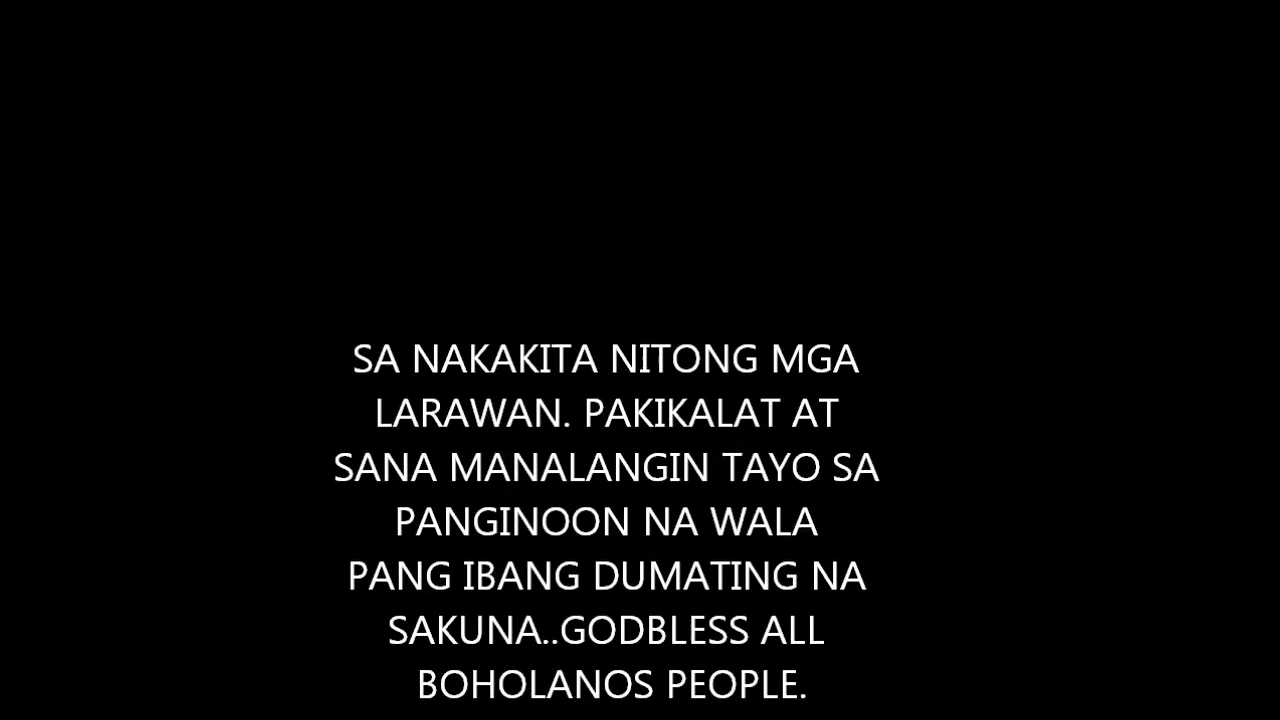 SA NAKAKITA NITONG MGA
LARAWAN. PAKIKALAT AT
SANA MANALANGIN TAYO SA
PANGINOON NA WALA
PANG IBANG DUMATING NA
SAKUNA..GODBLESS ALL
BOHOLANOS PEOPLE.